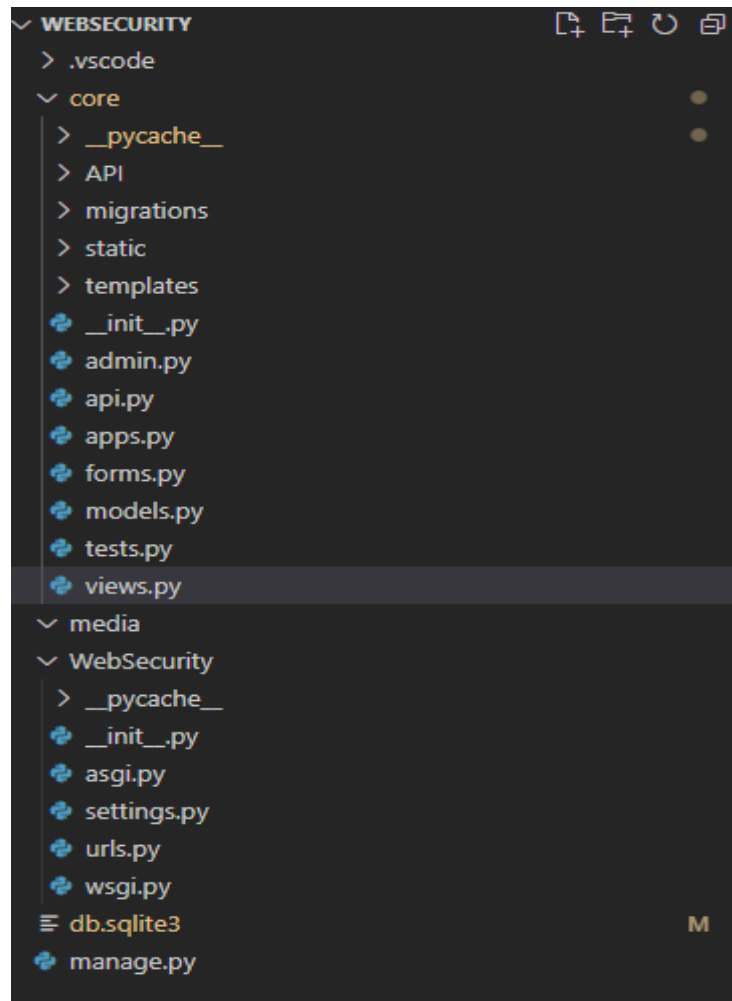 WEBSECURITY
.vscode
core
__pycache__
API
migrations
static
templates
__init__.py
admin.py
api.py
apps.py
forms.py
models.py
tests.py
views.py
media
WebSecurity
__pycache__
__init__.py
asgi.py
settings.py
urls.py
wsgi.py
db.sqlite3 M
manage.py